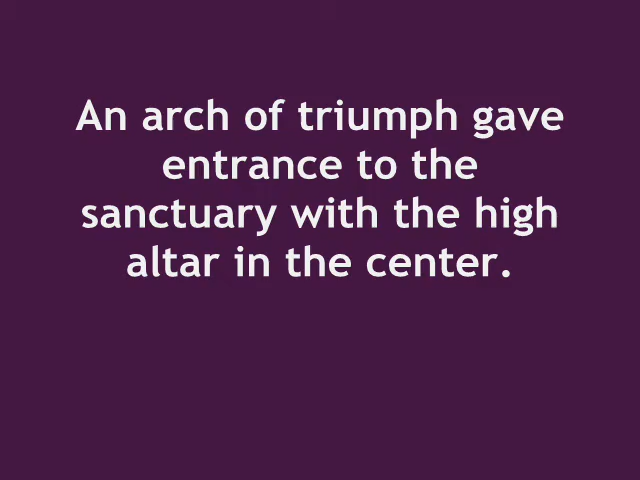 An arch of triumph gave
entrance to the
sanctuary with the high
altar in the center.